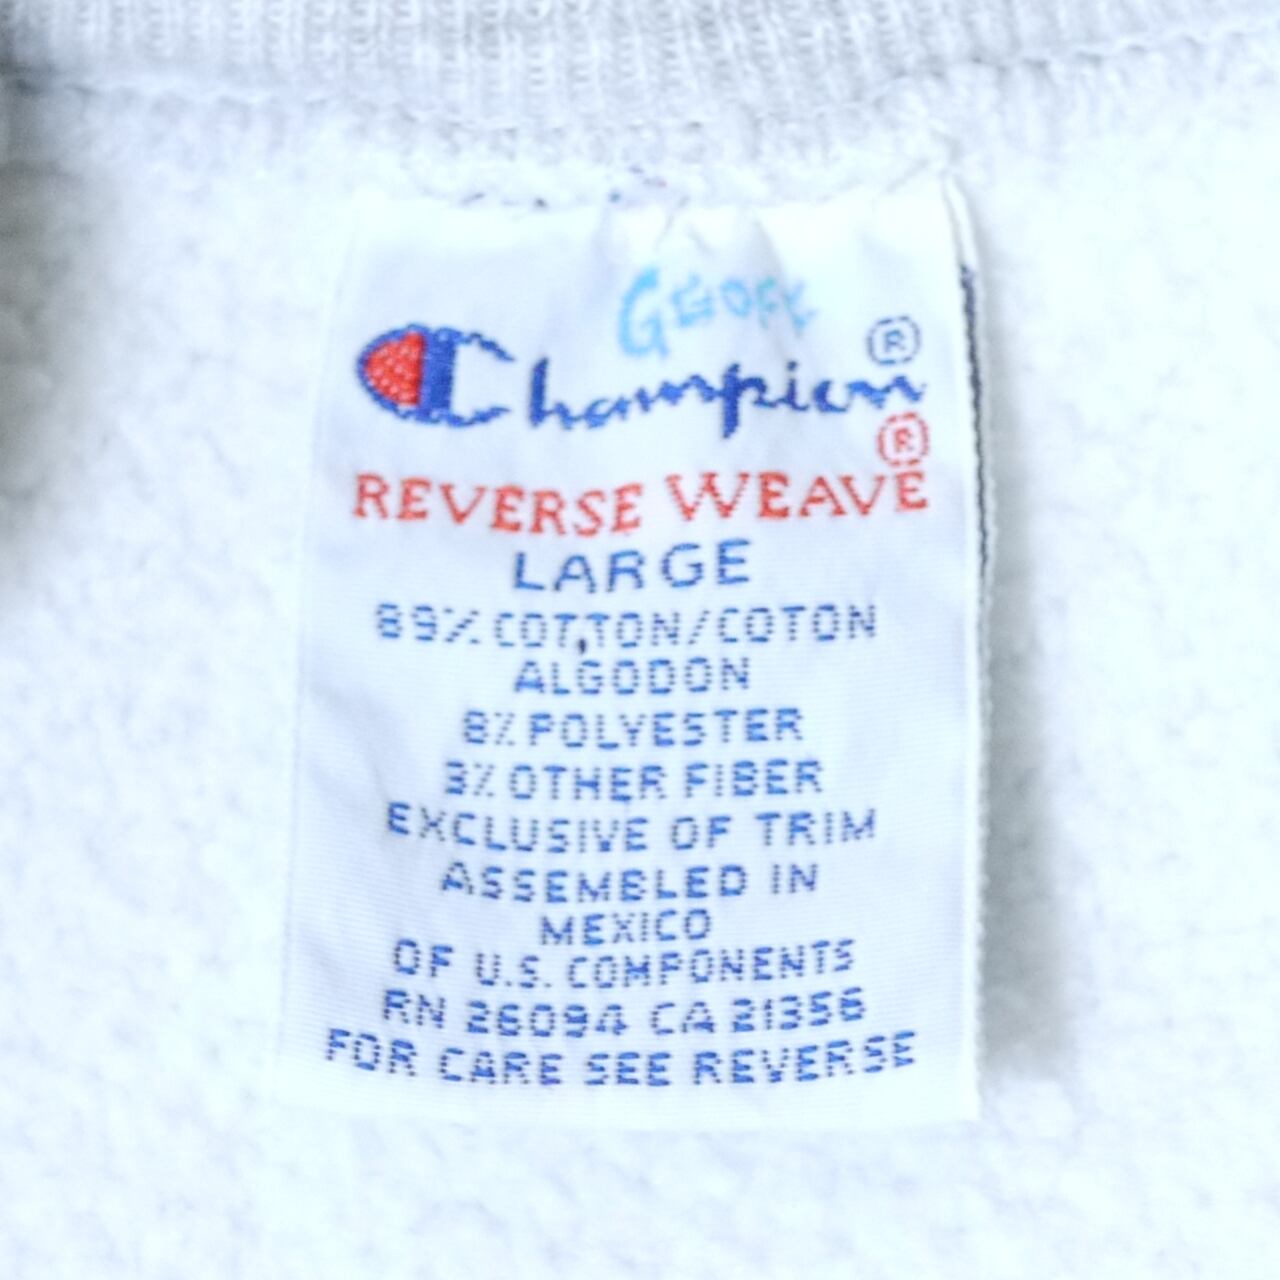 Geoff
Champion®
REVERSE WEAVE®
LARGE
89% COTTON/COTON
ALGODON
8% POLYESTER
3% OTHER FIBER
EXCLUSIVE OF TRIM
ASSEMBLED IN
MEXICO
OF U.S. COMPONENTS
RN 26094 CA 21356
FOR CARE SEE REVERSE